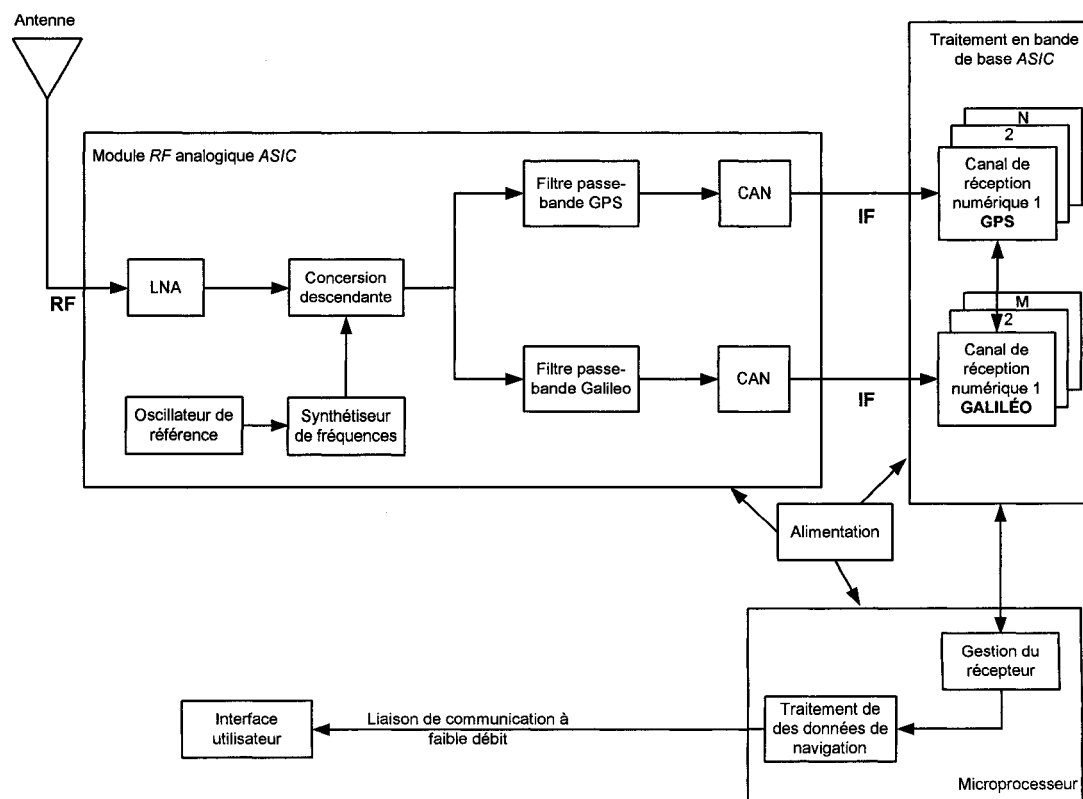 Antenne
Traitement en bande
de base ASIC
Module RF analogique ASIC
N
2
Canal de
réception
numérique 1
GPS
Filtre passe-
bande GPS
CAN
IF
RF
LNA
Concersion
descendante
M
2
Canal de
réception
numérique 1
GALILÉO
Filtre passe-
bande Galileo
CAN
IF
Oscillateur de
référence
Synthétiseur
de fréquences
Alimentation
Gestion du
récepteur
Interface
utilisateur
Liaison de communication à
faible débit
Traitement de
des données de
navigation
Microprocesseur